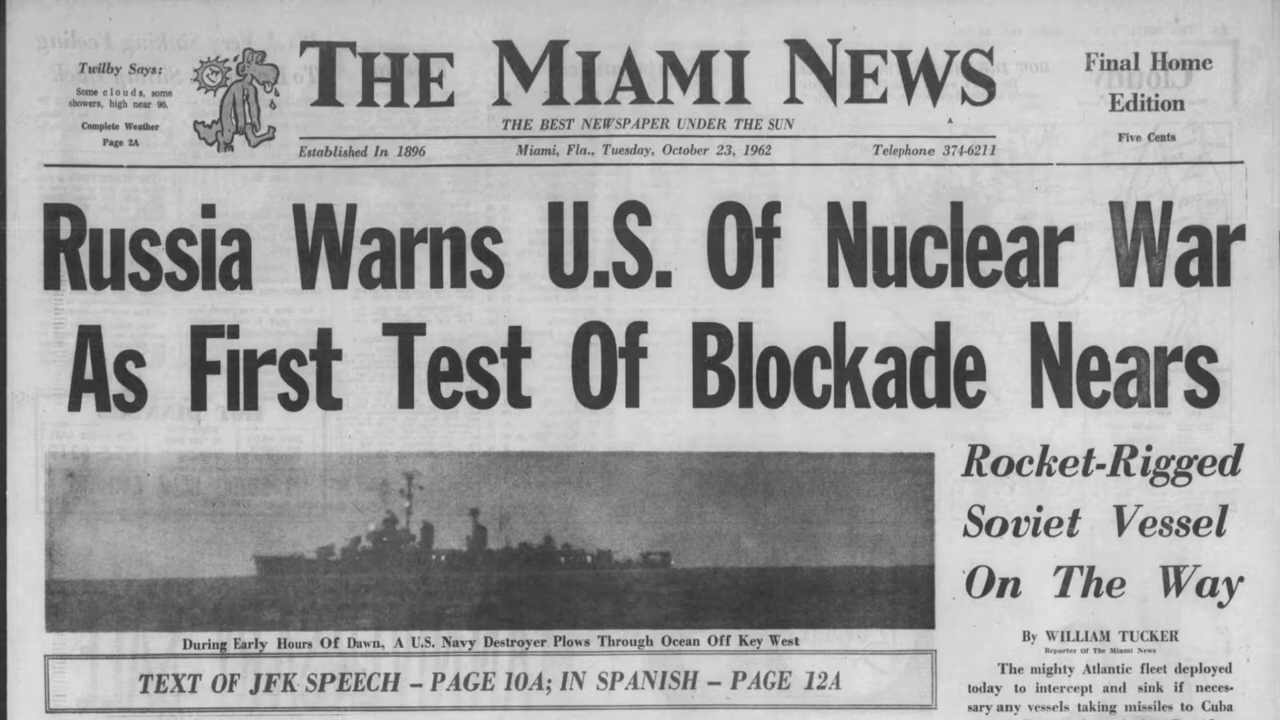 Twilby Says:
Some clouds, some
showers, high near 90.
Complete Weather
Page 2A
THE MIAMI NEWS
THE BEST NEWSPAPER UNDER THE SUN
Final Home
Edition
Five Cents
Established In 1896
Miami, Fla., Tuesday, October 23, 1962
Telephone 374-6211
Russia Warns U.S. Of Nuclear War
As First Test Of Blockade Nears
During Early Hours Of Dawn, A U.S. Navy Destroyer Plows Through Ocean Off Key West
TEXT OF JFK SPEECH – PAGE 10A; IN SPANISH – PAGE 12A
Rocket-Rigged
Soviet Vessel
On The Way
By WILLIAM TUCKER
Reporter Of The Miami News
The mighty Atlantic fleet deployed
today to intercept and sink if neces-
sary any vessels taking missiles to Cuba